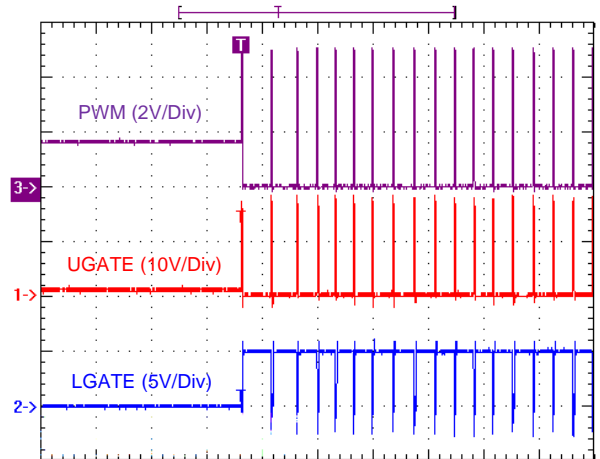 T
T
PWM (2V/Div)
3->
T
UGATE (10V/Div)
1->
LGATE (5V/Div)
T
2->